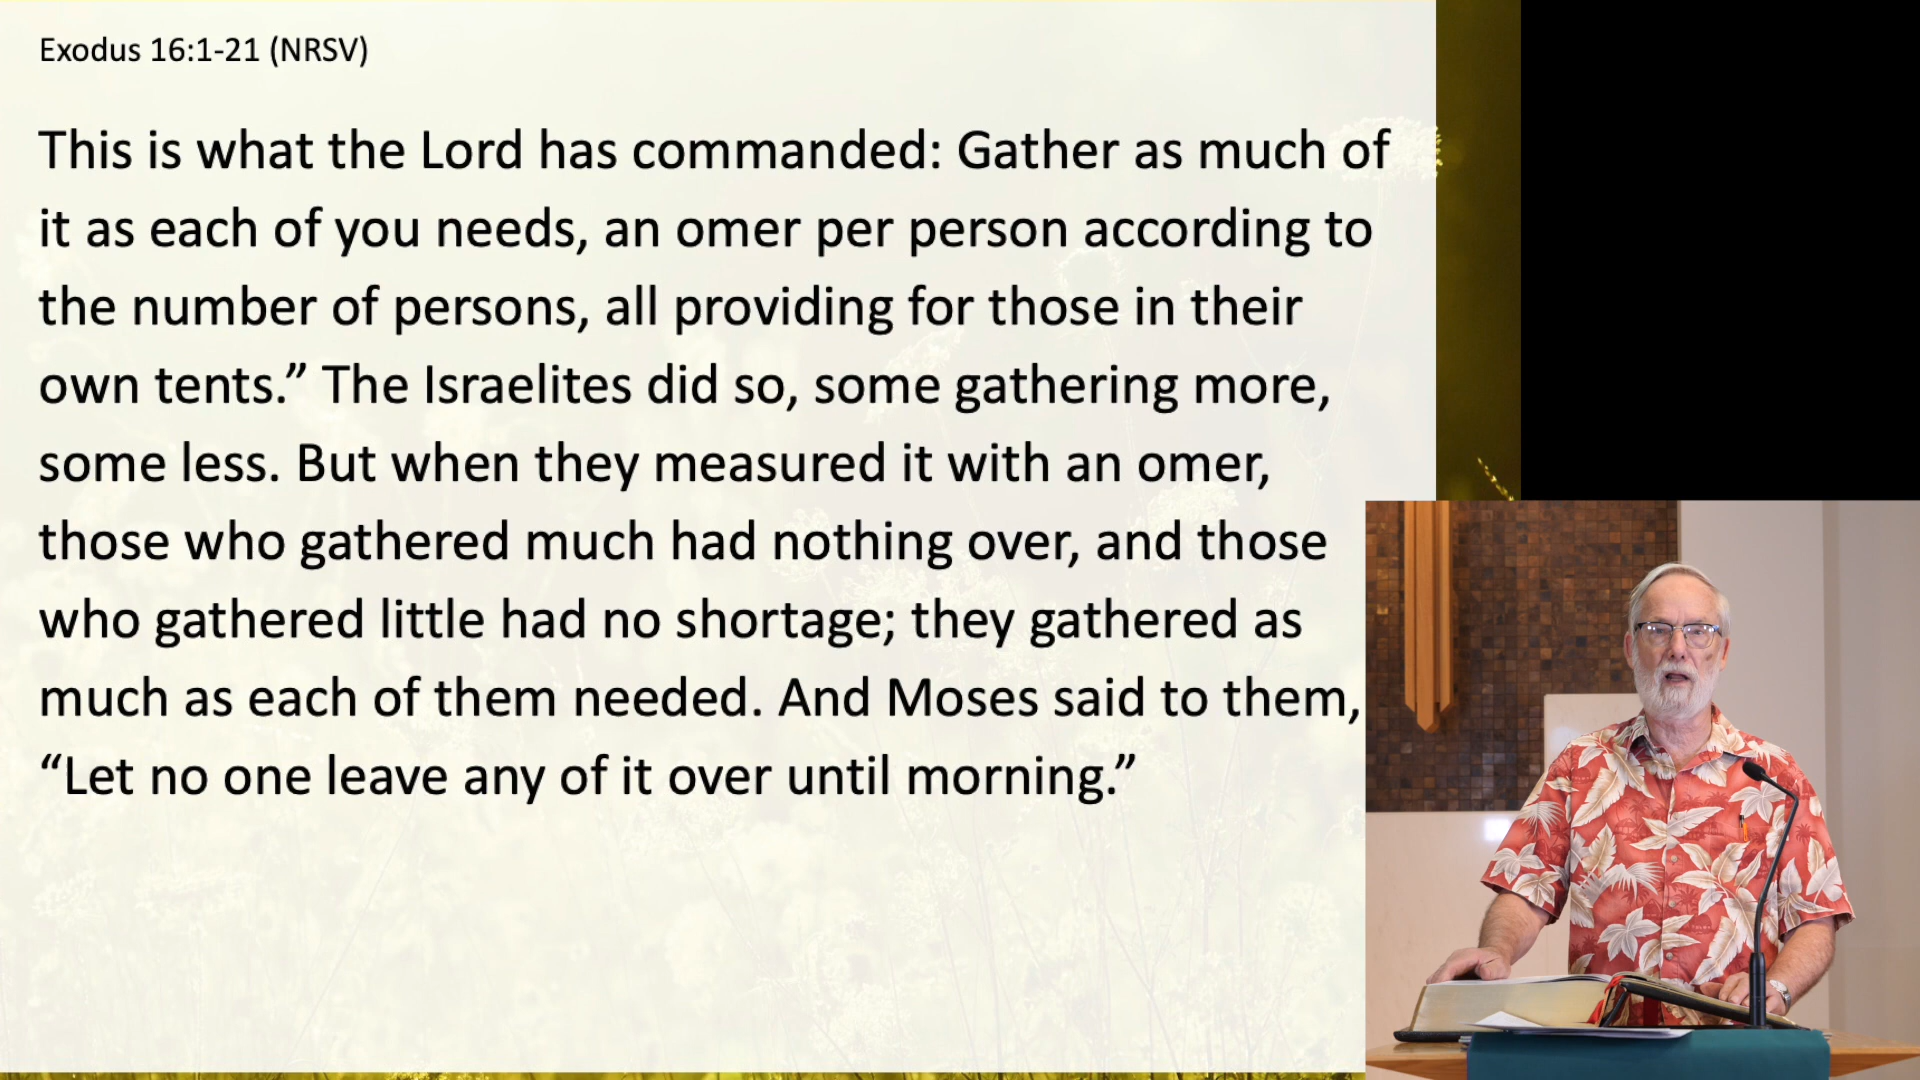 Exodus 16:1-21 (NRSV)
This is what the Lord has commanded: Gather as much of
it as each of you needs, an omer per person according to
the number of persons, all providing for those in their
own tents.” The Israelites did so, some gathering more,
some less. But when they measured it with an omer,
those who gathered much had nothing over, and those
who gathered little had no shortage; they gathered as
much as each of them needed. And Moses said to them,
“Let no one leave any of it over until morning.”